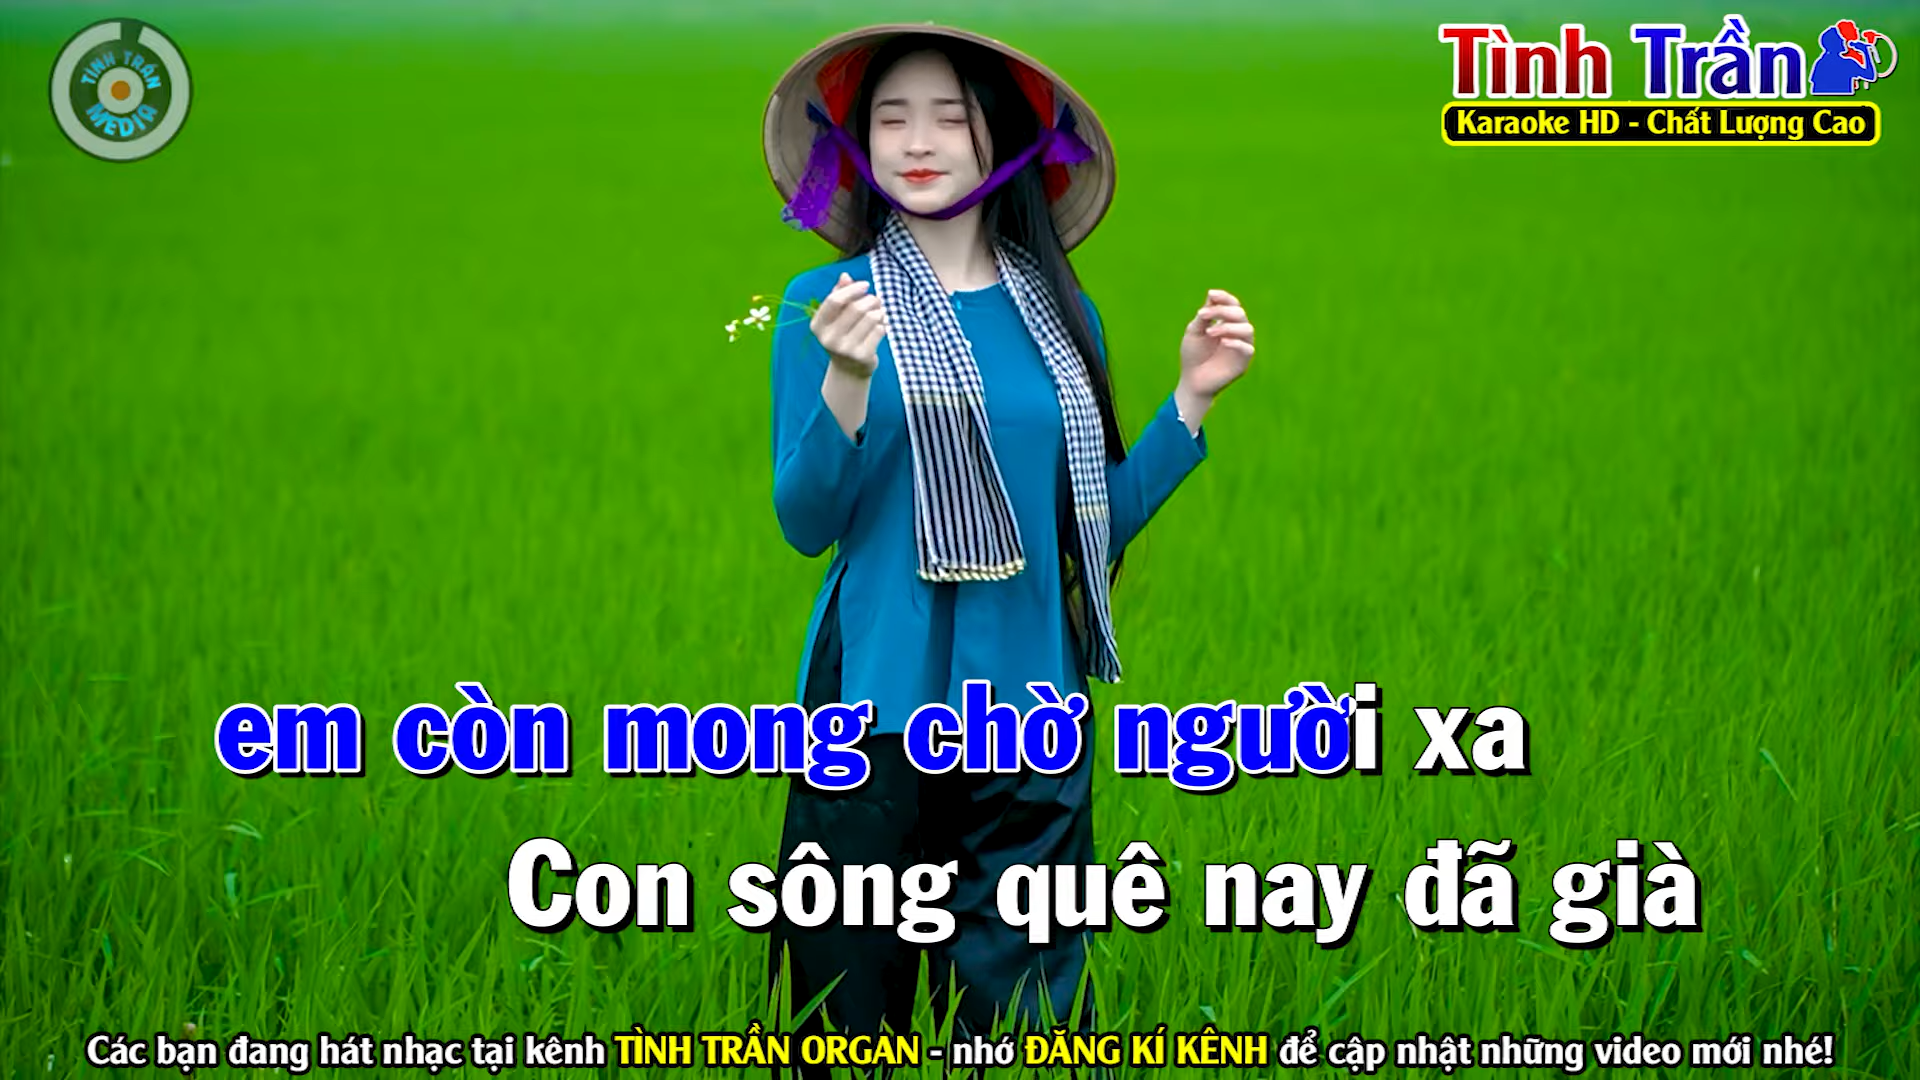 TÌNH TRẦN
MEDIA
Tình Trần
Karaoke HD - Chất Lượng Cao
em còn mong chờ người xa
Con sông quê nay đã già
Các bạn đang hát nhạc tại kênh TÌNH TRẦN ORGAN - nhớ ĐĂNG KÍ KÊNH để cập nhật những video mới nhé!